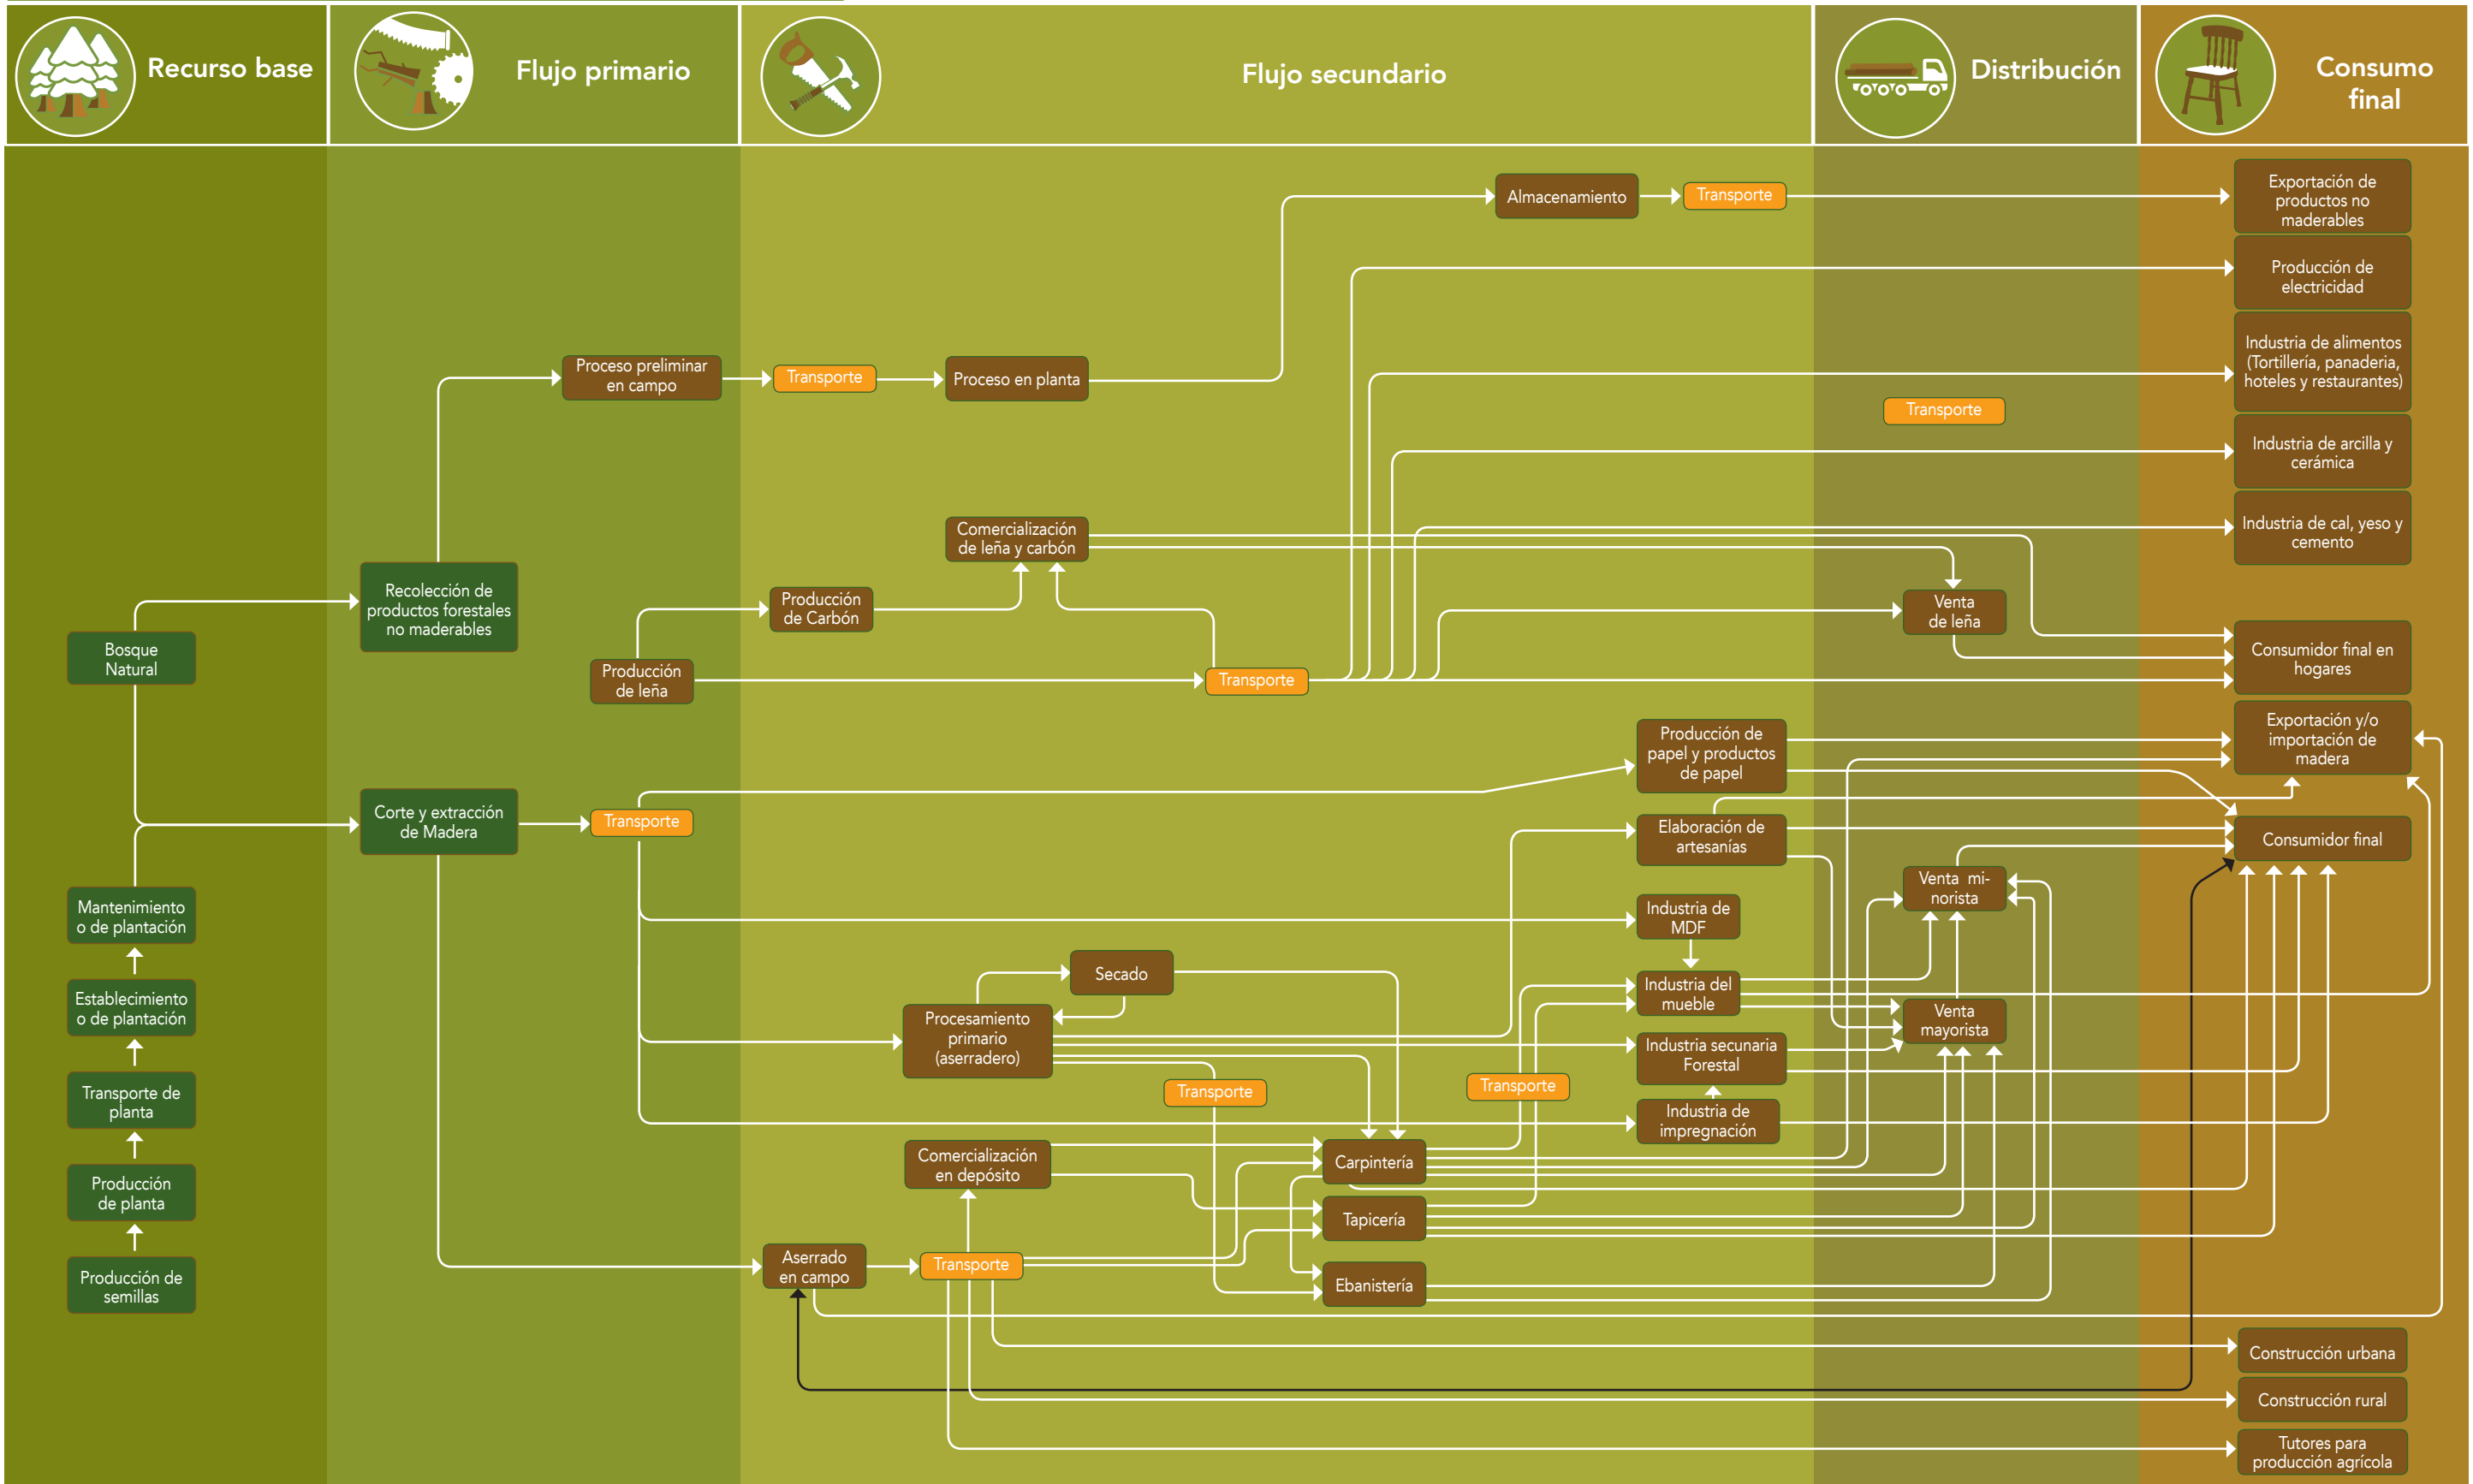 Recurso base
Flujo primario
Flujo secundario
Distribución
Consumo
final
Bosque
Natural
Mantenimiento
o de plantación
Establecimiento
o de plantación
Transporte de
planta
Producción
de planta
Producción de
semillas
Recolección de
productos forestales
no maderables
Corte y extracción
de Madera
Proceso preliminar
en campo
Producción
de leña
Transporte
Transporte
Proceso en planta
Almacenamiento
Transporte
Comercialización
de leña y carbón
Producción
de Carbón
Transporte
Secado
Procesamiento
primario
(aserradero)
Transporte
Comercialización
en depósito
Aserrado
en campo
Transporte
Carpintería
Tapicería
Ebanistería
Transporte
Producción de
papel y productos
de papel
Elaboración de
artesanías
Industria de
MDF
Industria del
mueble
Industria secunaria
Forestal
Industria de
impregnación
Transporte
Venta
de leña
Venta mi-
norista
Venta
mayorista
Exportación de
productos no
maderables
Producción de
electricidad
Industria de alimentos
(Tortillería, panaderia,
hoteles y restaurantes)
Industria de arcilla y
cerámica
Industria de cal, yeso y
cemento
Consumidor final en
hogares
Exportación y/o
importación de
madera
Consumidor final
Construcción urbana
Construcción rural
Tutores para
producción agrícola